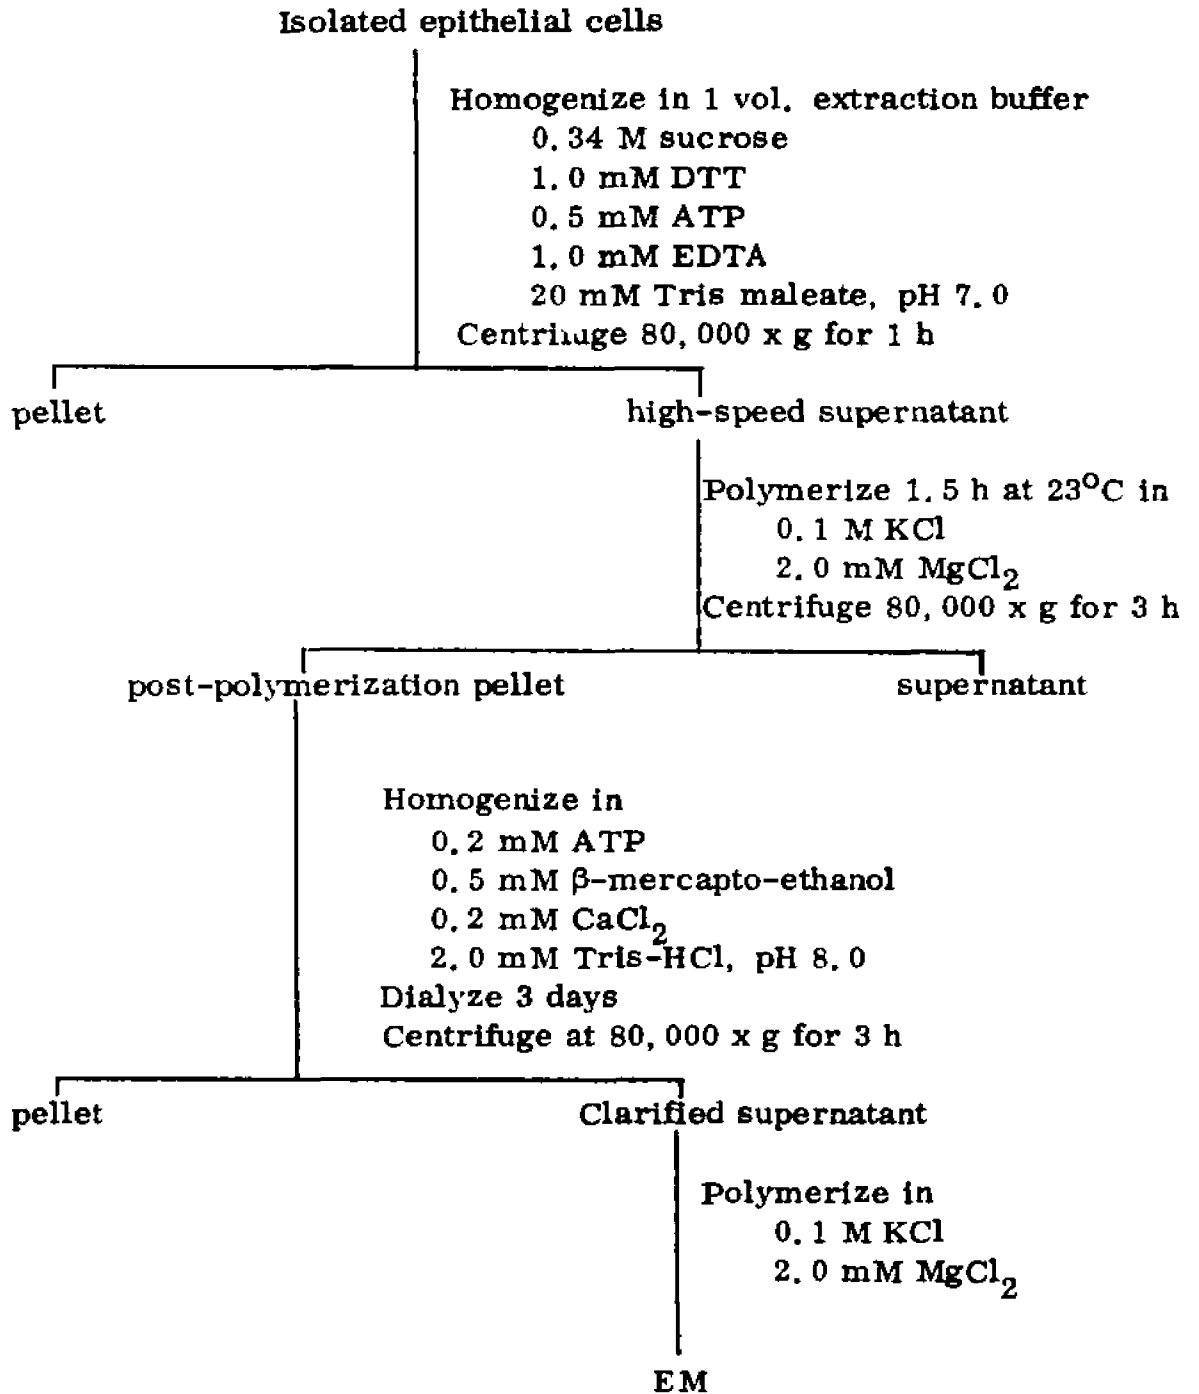 Isolated epithelial cells
Homogenize in 1 vol. extraction buffer
0.34 M sucrose
1.0 mM DTT
0.5 mM ATP
1.0 mM EDTA
20 mM Tris maleate, pH 7.0
Centrifuge 80,000 x g for 1 h
pellet
high-speed supernatant
Polymerize 1.5 h at 23°C in
0.1 M KCl
2.0 mM MgCl₂
Centrifuge 80,000 x g for 3 h
post-polymerization pellet
supernatant
Homogenize in
0.2 mM ATP
0.5 mM β-mercapto-ethanol
0.2 mM CaCl₂
2.0 mM Tris-HCl, pH 8.0
Dialyze 3 days
Centrifuge at 80,000 x g for 3 h
pellet
Clarified supernatant
Polymerize in
0.1 M KCl
2.0 mM MgCl₂
EM